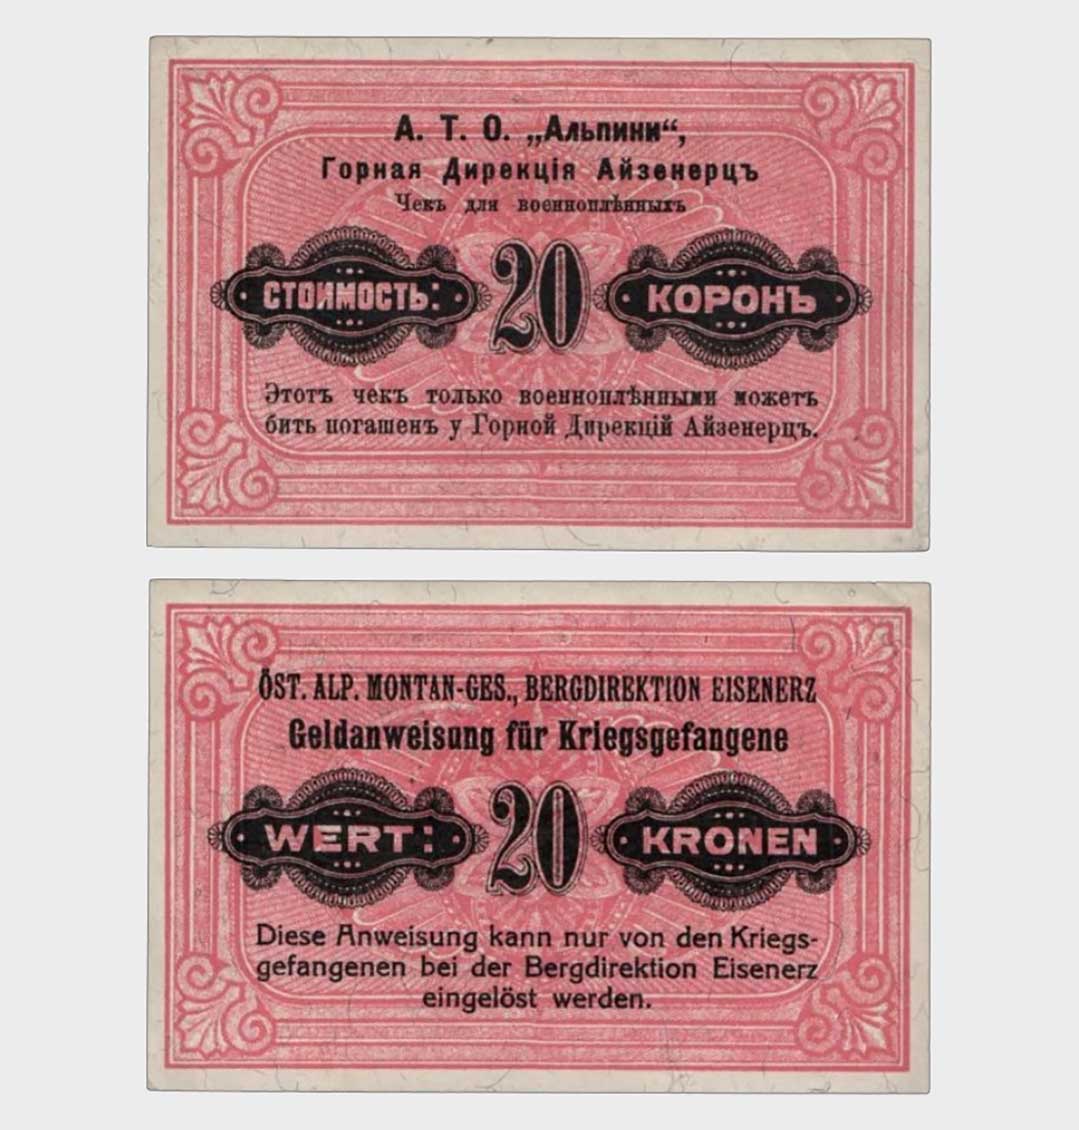 А. Т. О. „Альпини“,
Горная Дирекція Айзенерцъ
Чекъ для военноплѣнныхъ
СТОИМОСТЬ: 20 КОРОНЪ
Этотъ чекъ только военноплѣнными можетъ
бить погашенъ у Горной Дирекцій Айзенерцъ.
ÖST. ALP. MONTAN-GES., BERGDIREKTION EISENERZ
Geldanweisung für Kriegsgefangene
WERT: 20 KRONEN
Diese Anweisung kann nur von den Kriegs-
gefangenen bei der Bergdirektion Eisenerz
eingelöst werden.